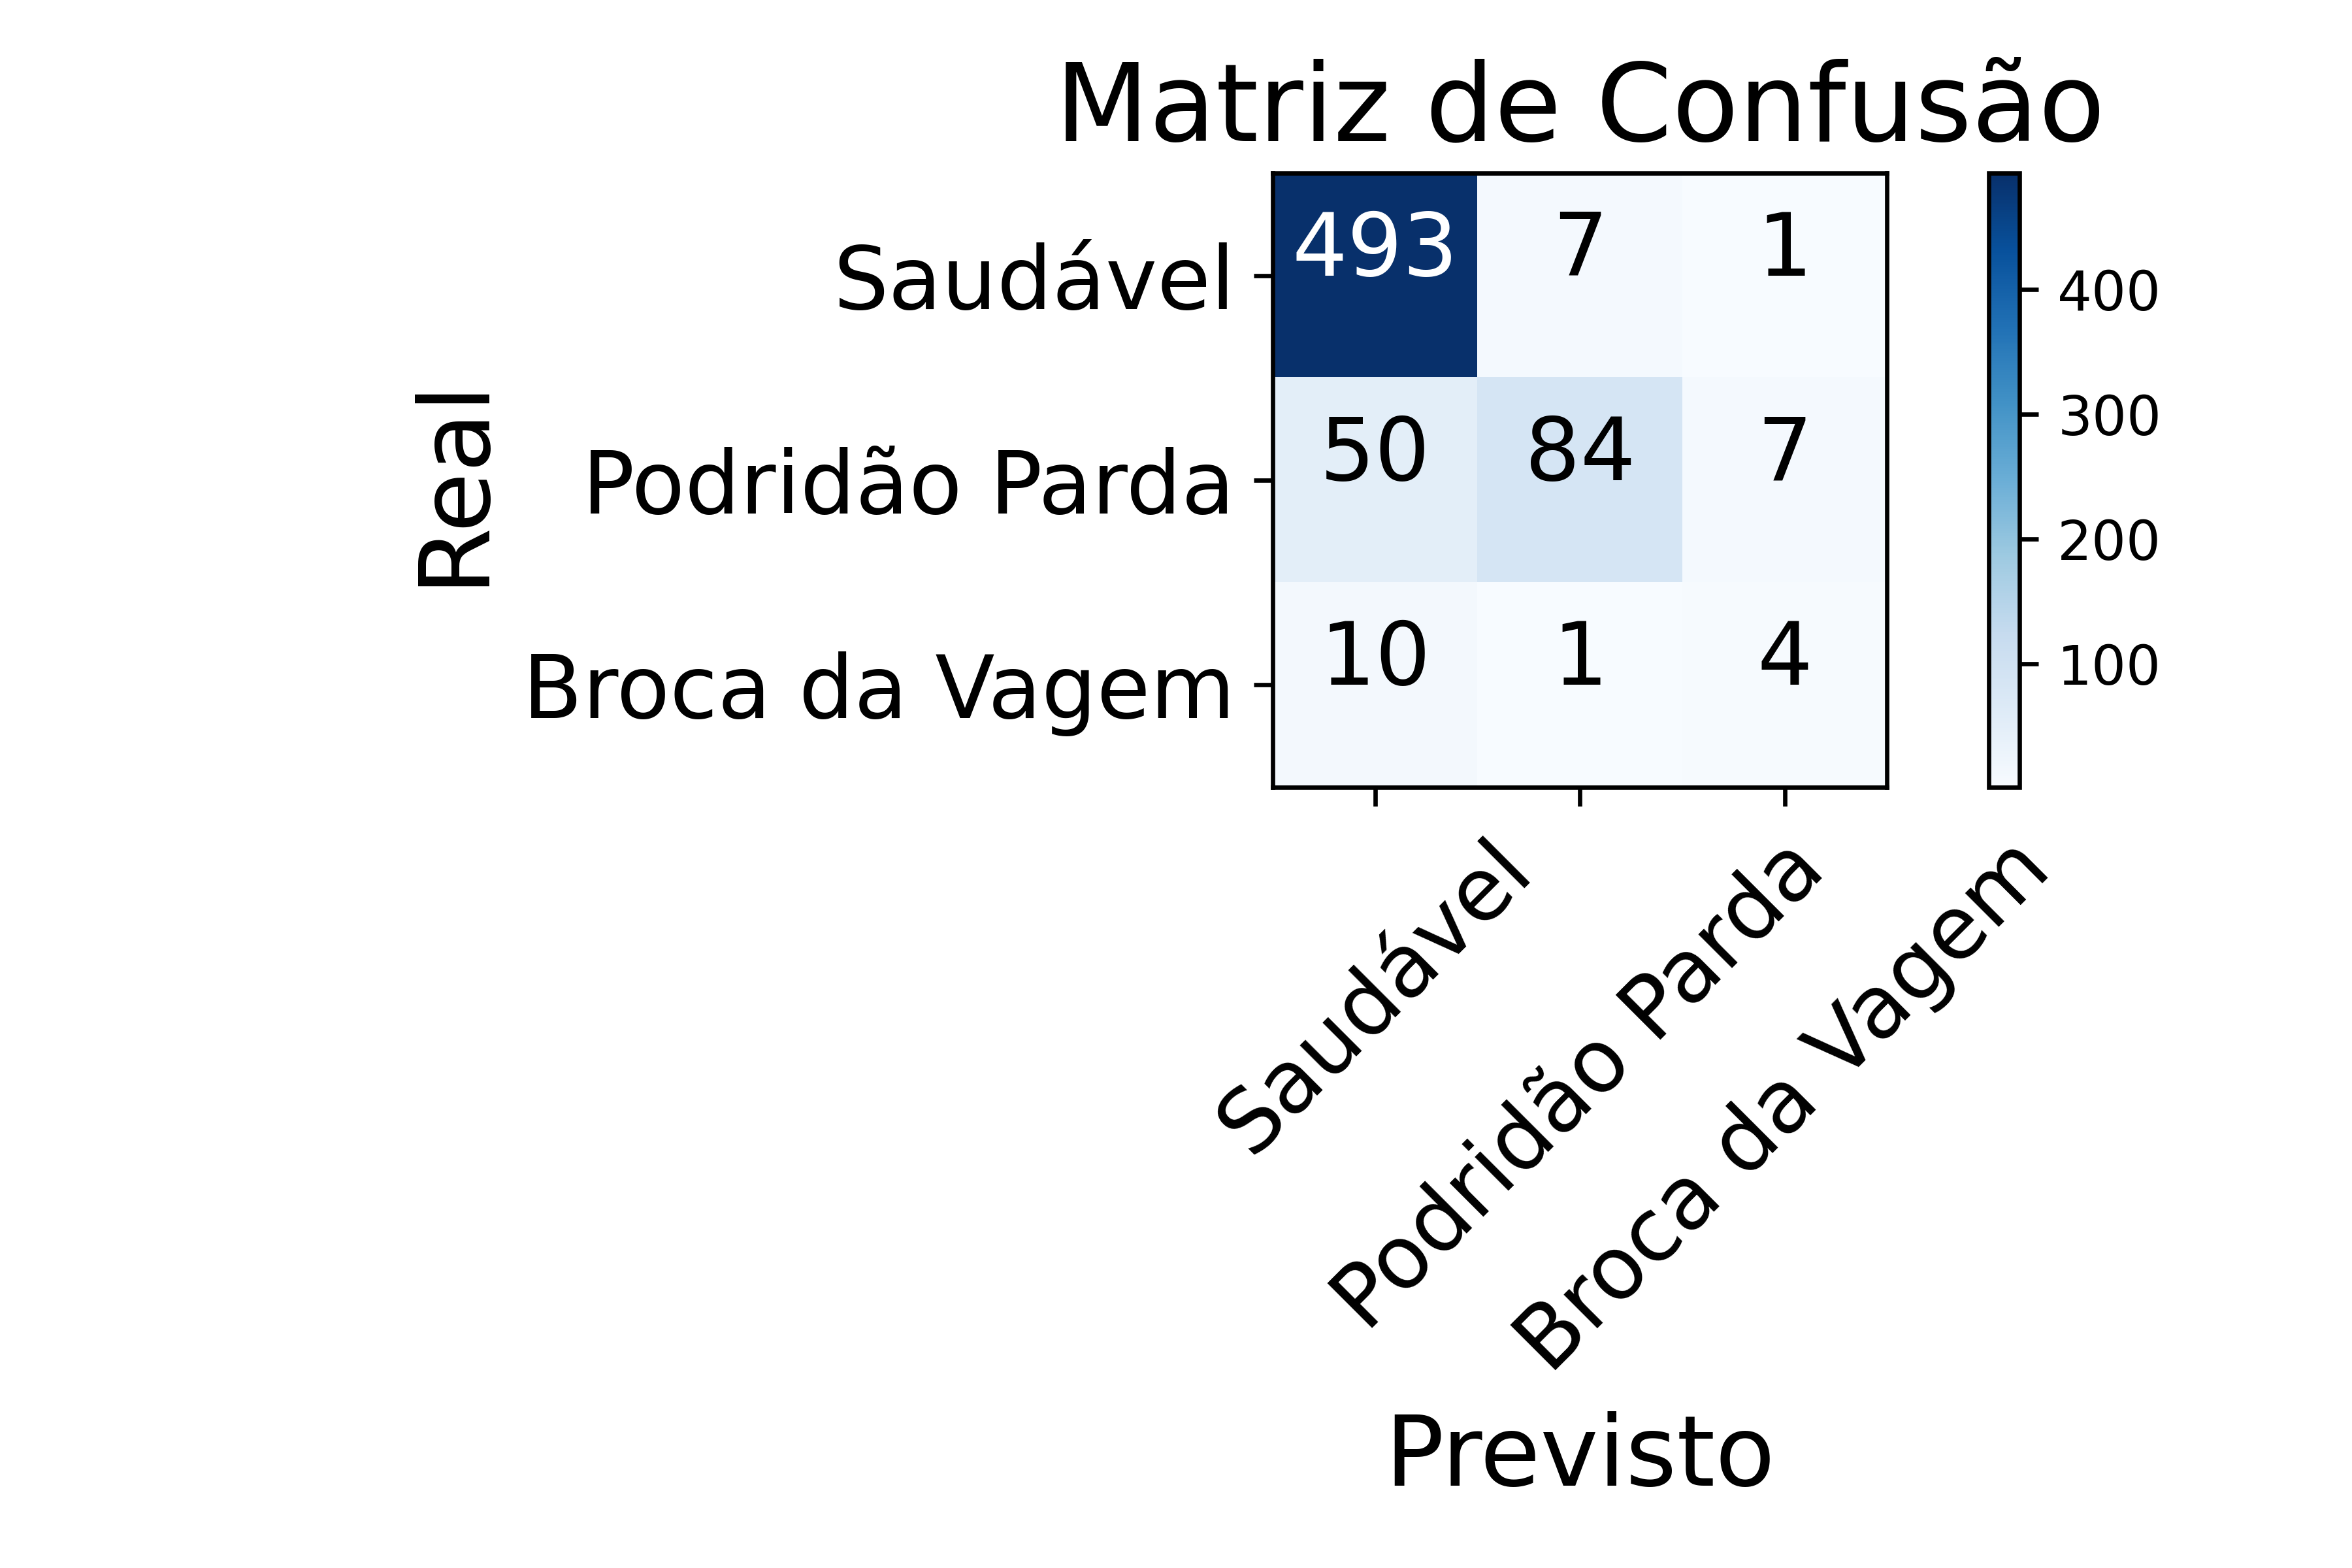 Matriz de Confusão
Real
Saudável 493 7 1
Podridão Parda 50 84 7
Broca da Vagem 10 1 4
400
300
200
100
Saudável
Podridão Parda
Broca da Vagem
Previsto